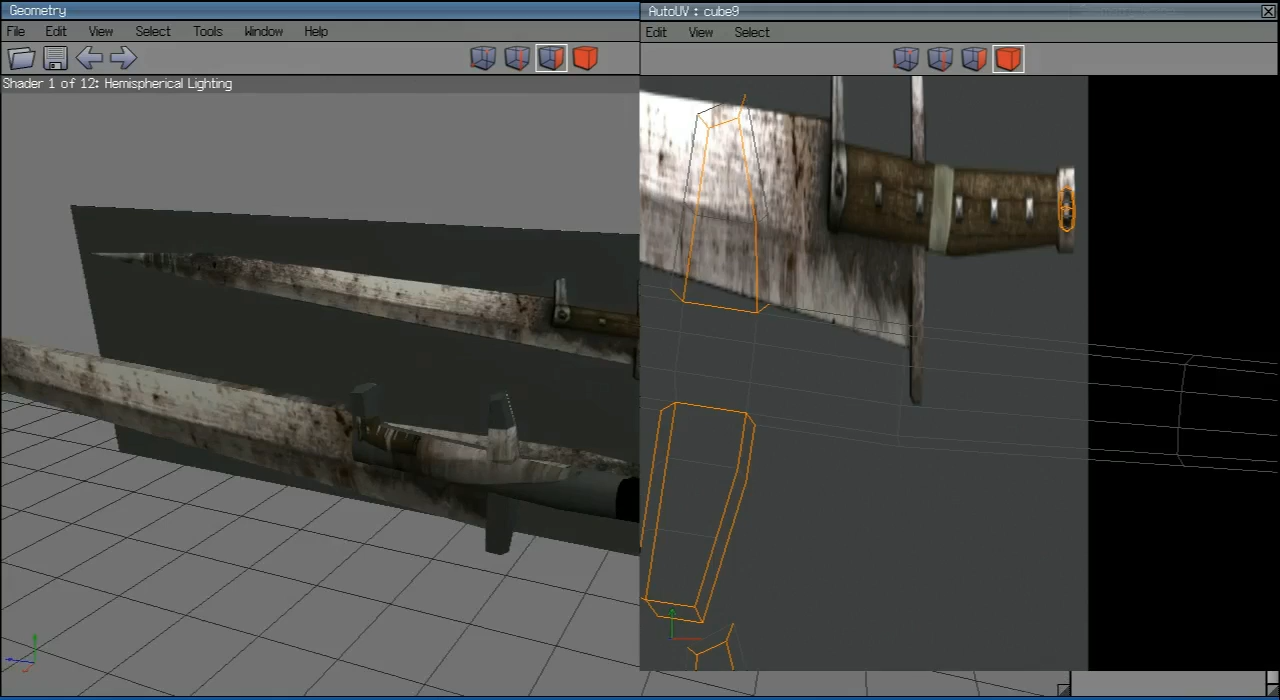 Geometry
File Edit View Select Tools Window Help
Shader 1 of 12: Hemispherical Lighting
AutoUV : cube9
Edit View Select